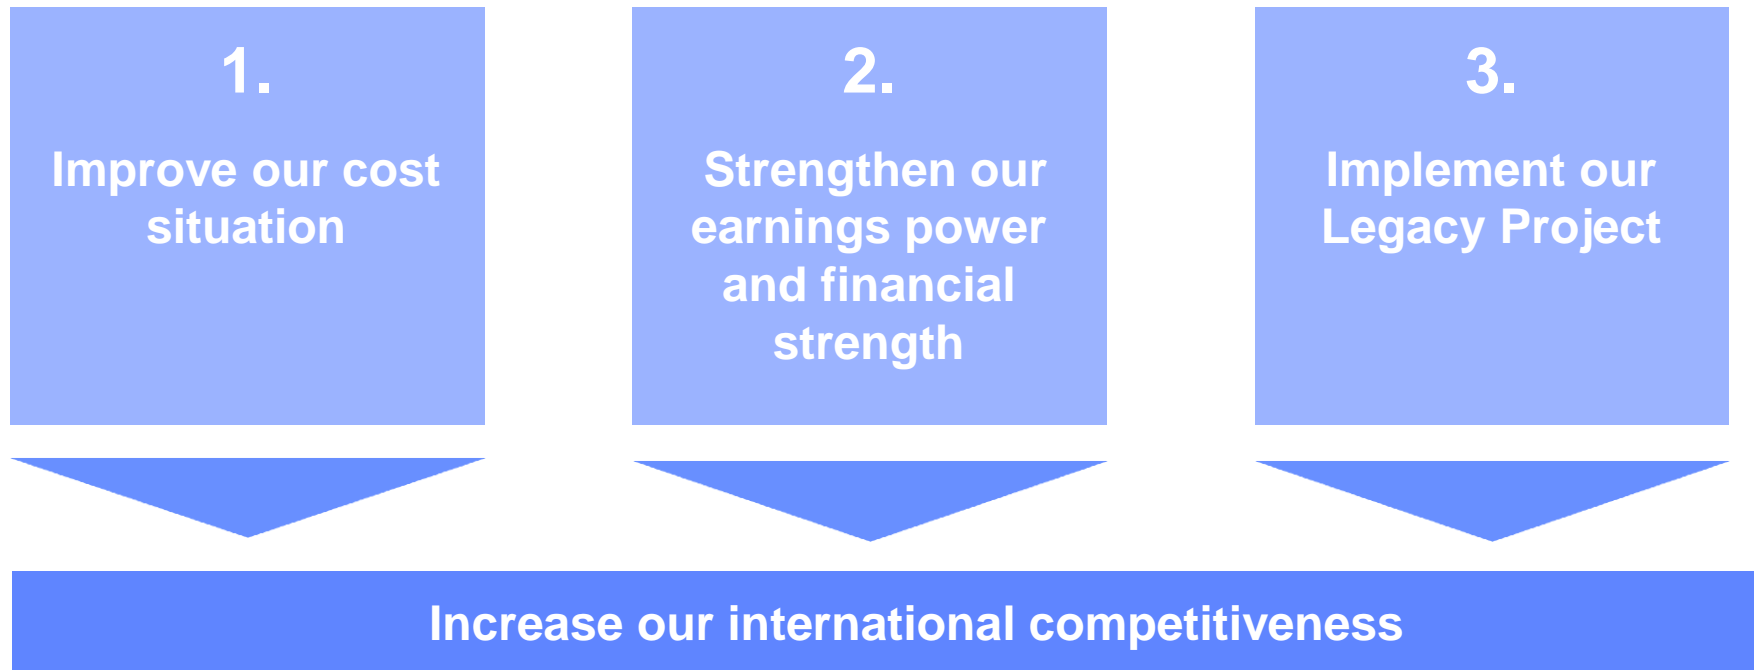 1.
Improve our cost
situation
2.
Strengthen our
earnings power
and financial
strength
3.
Implement our
Legacy Project
Increase our international competitiveness